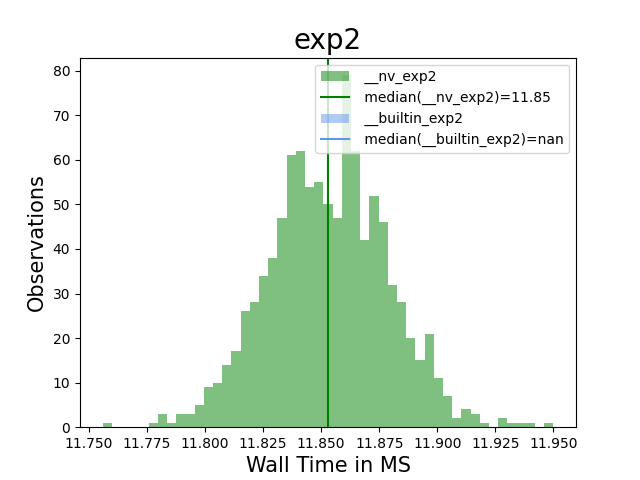 exp2
80
70
60
50
40
30
20
10
0
Observations
__nv_exp2
median(__nv_exp2)=11.85
__builtin_exp2
median(__builtin_exp2)=nan
11.750 11.775 11.800 11.825 11.850 11.875 11.900 11.925 11.950
Wall Time in MS